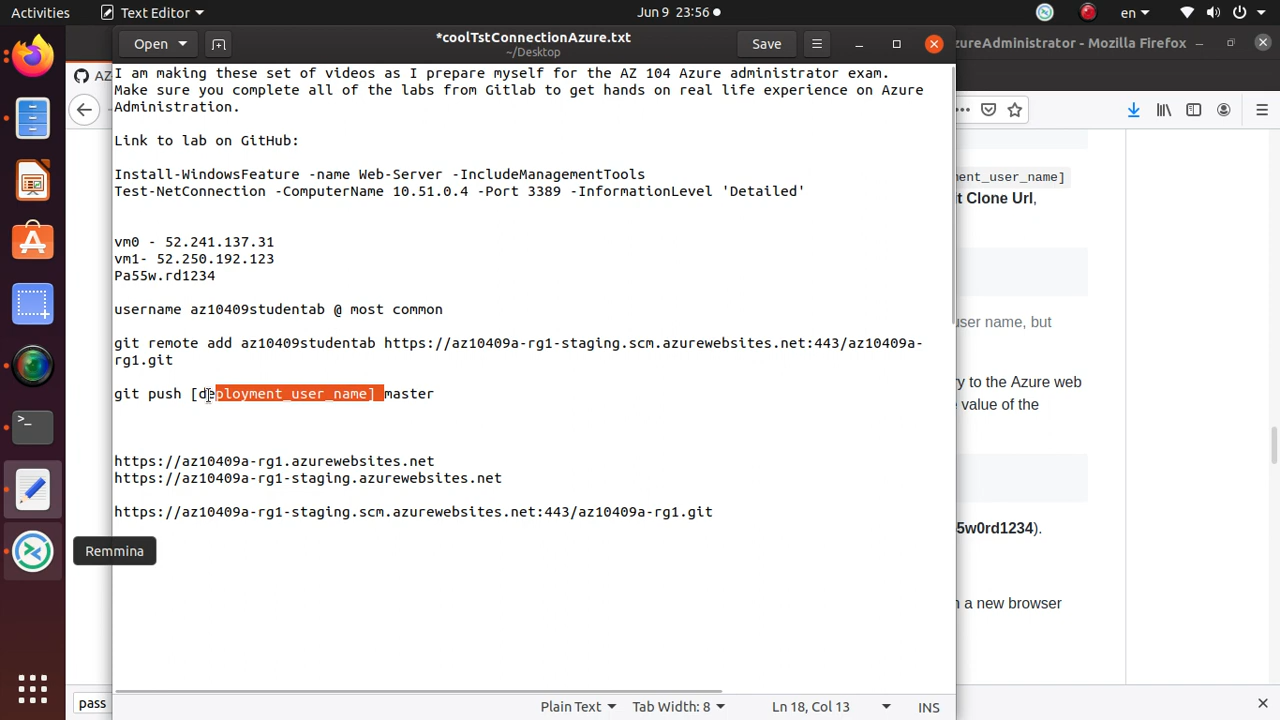 Activities
Text Editor
Jun 9 23:56
en
Open
*coolTstConnectionAzure.txt
~/Desktop
Save
ureAdministrator - Mozilla Firefox
AZ
I am making these set of videos as I prepare myself for the AZ 104 Azure administrator exam.
Make sure you complete all of the labs from Gitlab to get hands on real life experience on Azure
Administration.
Link to lab on GitHub:
Install-WindowsFeature -name Web-Server -IncludeManagementTools
Test-NetConnection -ComputerName 10.51.0.4 -Port 3389 -InformationLevel 'Detailed'
vm0 - 52.241.137.31
vm1- 52.250.192.123
Pa55w.rd1234
username az10409studentab @ most common
git remote add az10409studentab https://az10409a-rg1-staging.scm.azurewebsites.net:443/az10409a-
rg1.git
git push [deployment_user_name] master
https://az10409a-rg1.azurewebsites.net
https://az10409a-rg1-staging.azurewebsites.net
https://az10409a-rg1-staging.scm.azurewebsites.net:443/az10409a-rg1.git
ent_user_name]
t Clone Url,
user name, but
ry to the Azure web
e value of the
5w0rd1234).
n a new browser
Remmina
pass
Plain Text
Tab Width: 8
Ln 18, Col 13
INS